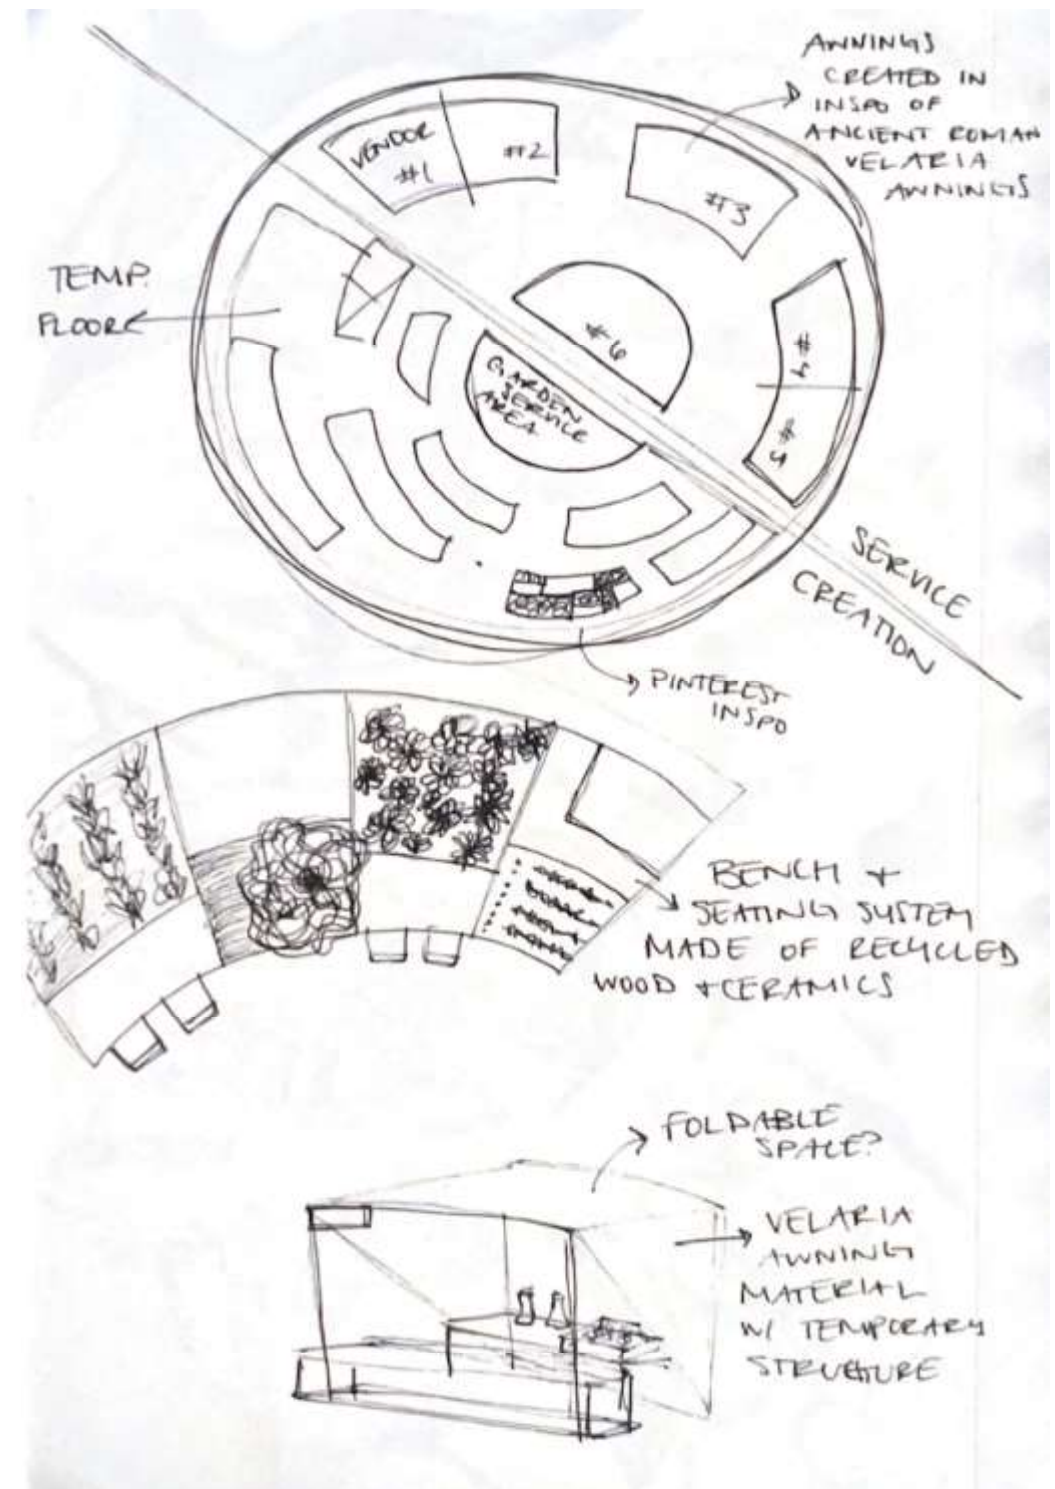 AWNINGS
CREATED IN
INSPO OF
ANCIENT ROMAN
VELARIA
AWNINGS
VENDOR
#1
#2
#3
TEMP.
FLOOR
#6
#4
#5
GARDEN
SERVICE
AREA
SERVICE
CREATION
PINTEREST
INSPO
BENCH +
SEATING SYSTEM
MADE OF RECYCLED
WOOD + CERAMICS
FOLDABLE
SPACE?
VELARIA
AWNING
MATERIAL
W/ TEMPORARY
STRUCTURE